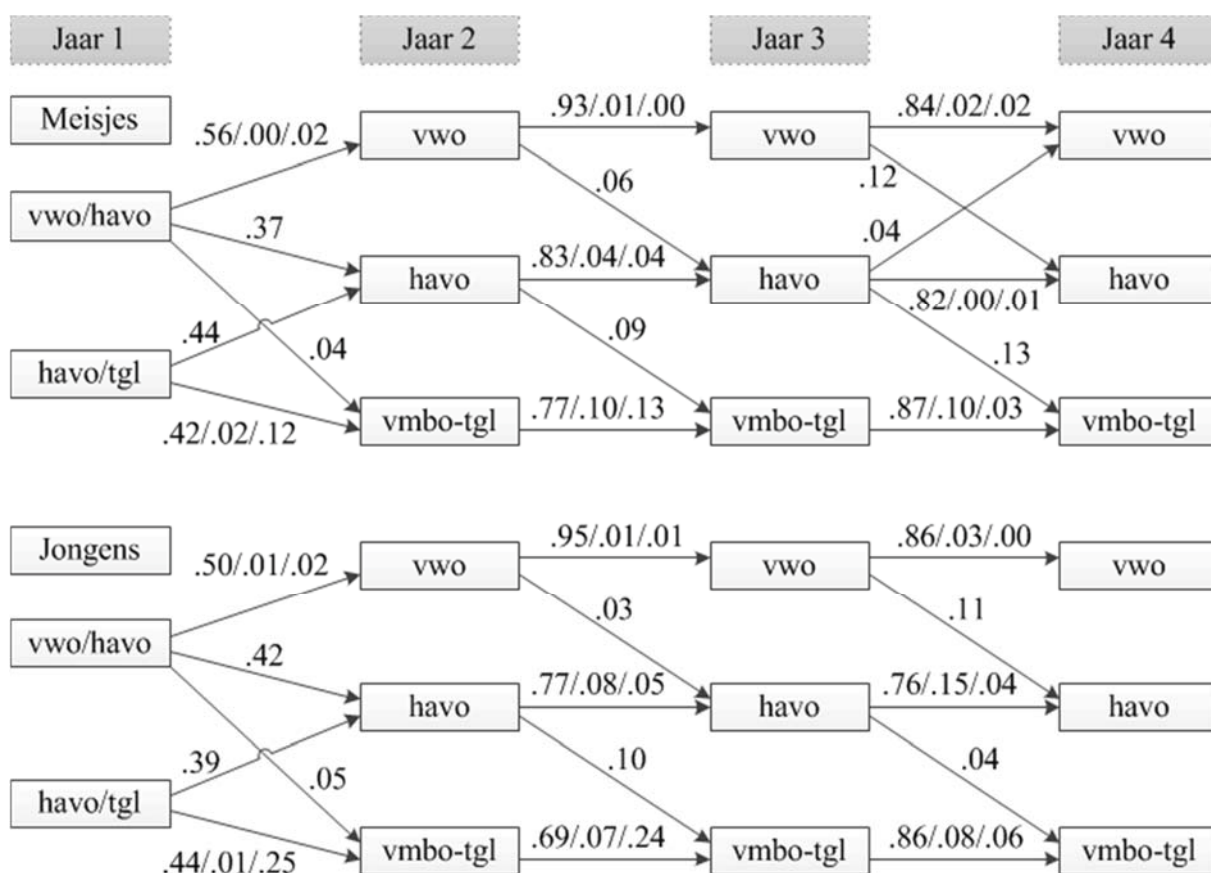 Jaar 1 Jaar 2 Jaar 3 Jaar 4
Meisjes
.56/.00/.02
vwo
.93/.01/.00
vwo
.84/.02/.02
vwo
vwo/havo
.37
.06
.12
.04
havo
.83/.04/.04
havo
.82/.00/.01
havo
.44
.04
.09
.13
havo/tgl
.42/.02/.12
vmbo-tgl
.77/.10/.13
vmbo-tgl
.87/.10/.03
vmbo-tgl
Jongens
.50/.01/.02
vwo
.95/.01/.01
vwo
.86/.03/.00
vwo
vwo/havo
.42
.03
.11
havo
.77/.08/.05
havo
.76/.15/.04
havo
.39
.05
.10
.04
havo/tgl
.44/.01/.25
vmbo-tgl
.69/.07/.24
vmbo-tgl
.86/.08/.06
vmbo-tgl